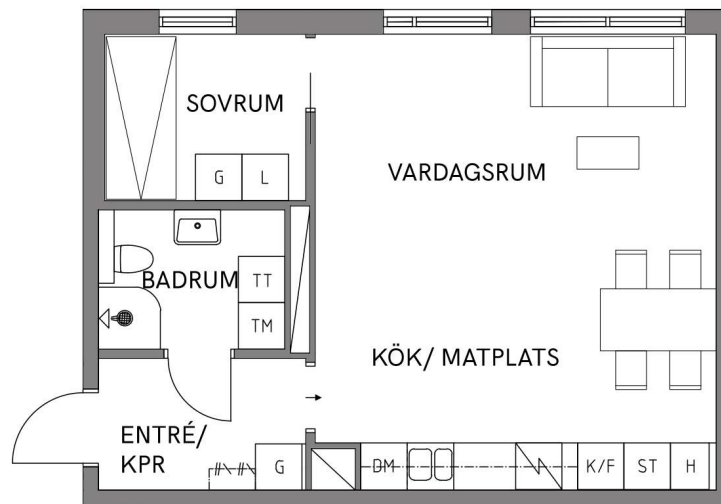 SOVRUM
G L
VARDAGSRUM
BADRUM
TT
TM
KÖK/ MATPLATS
ENTRÉ/
KPR
G
DM
K/F ST H